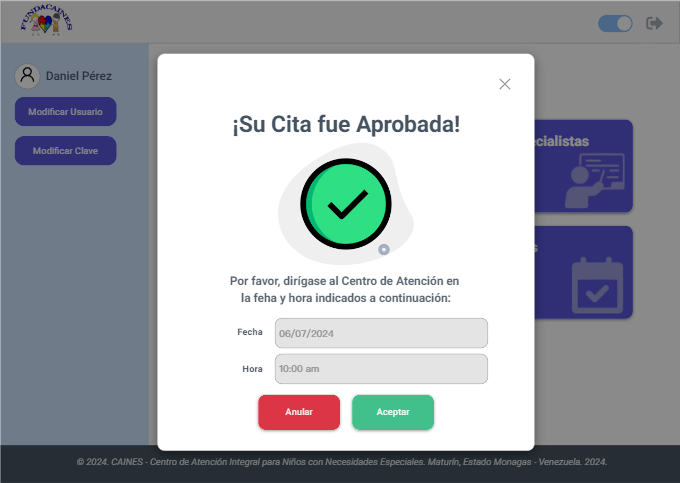 FUNDACAINES
Daniel Pérez
Modificar Usuario
Modificar Clave
¡Su Cita fue Aprobada!
Por favor, dirígase al Centro de Atención en
la feha y hora indicados a continuación:
Fecha
06/07/2024
Hora
10:00 am
Anular
Aceptar
cialistas
s
© 2024. CAINES - Centro de Atención Integral para Niños con Necesidades Especiales. Maturín, Estado Monagas - Venezuela. 2024.